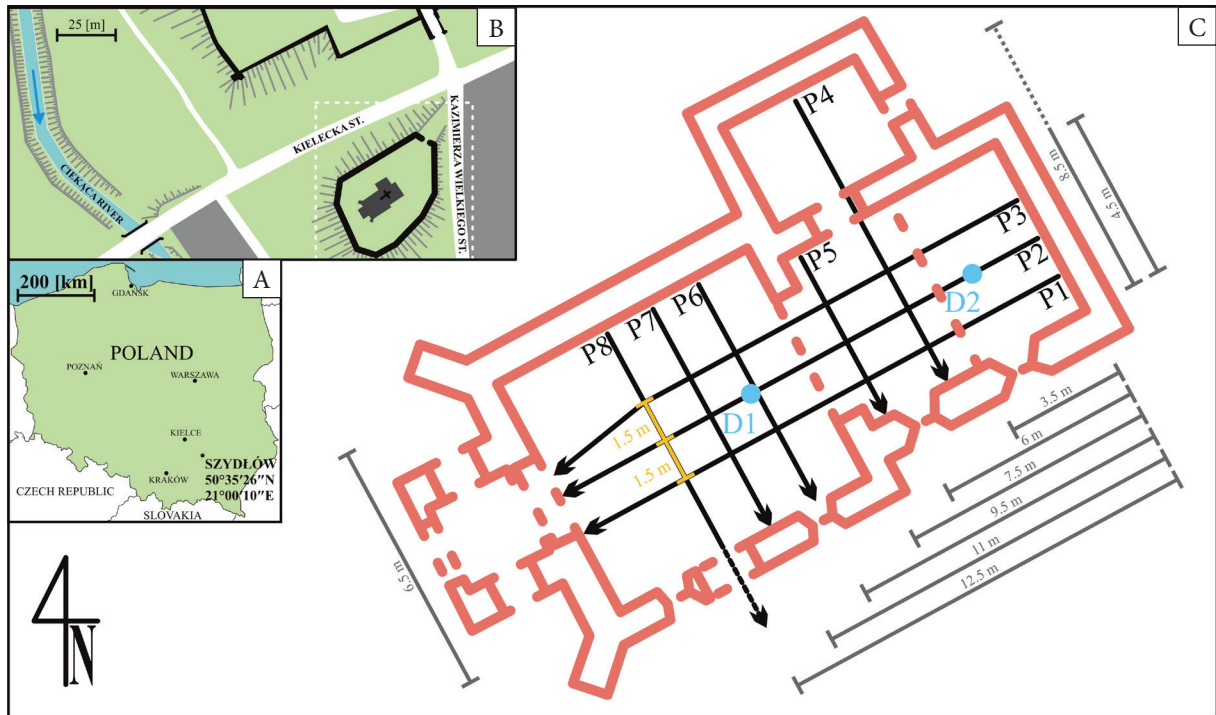 B
25 [m]
KIELECKA ST.
KAZIMIERZA WIELKIEGO ST.
CIEKĄCA RIVER
A
200 [km]
GDAŃSK
POLAND
POZNAŃ
WARSZAWA
KIELCE
SZYDŁÓW
50°35′26″N
21°00′10″E
KRAKÓW
CZECH REPUBLIC
SLOVAKIA
N
C
P4
8.5 m
4.5 m
P3
P2
P1
P5
D2
P6
P7
P8
D1
1.5 m
1.5 m
3.5 m
6 m
7.5 m
9.5 m
11 m
12.5 m
6.5 m